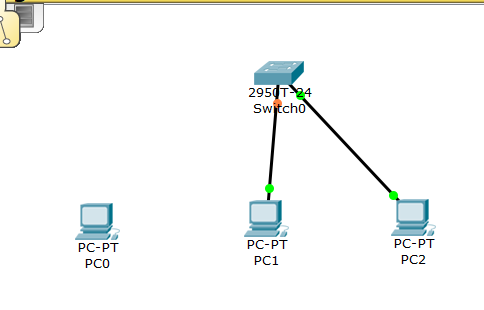 2950T-24
Switch0
PC-PT
PC0
PC-PT
PC1
PC-PT
PC2